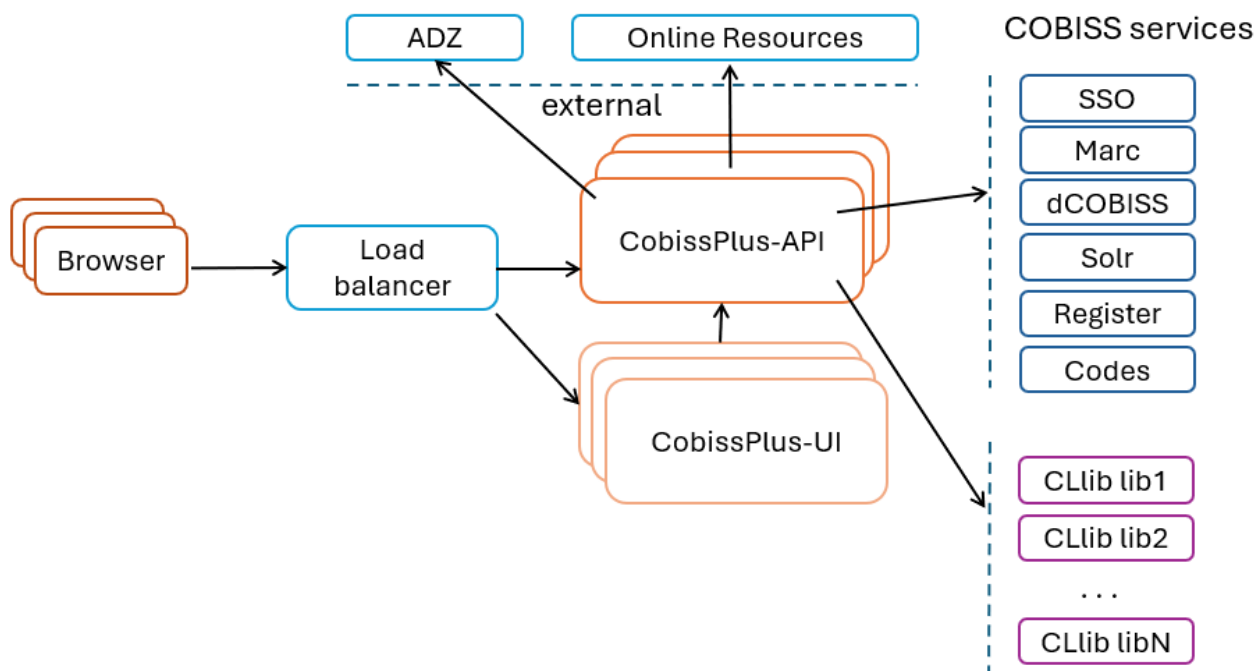 ADZ
Online Resources
COBISS services
external
SSO
Marc
dCOBISS
Solr
Register
Codes
Browser
Load
balancer
CobissPlus-API
CobissPlus-UI
CLlib lib1
CLlib lib2
...
CLlib libN